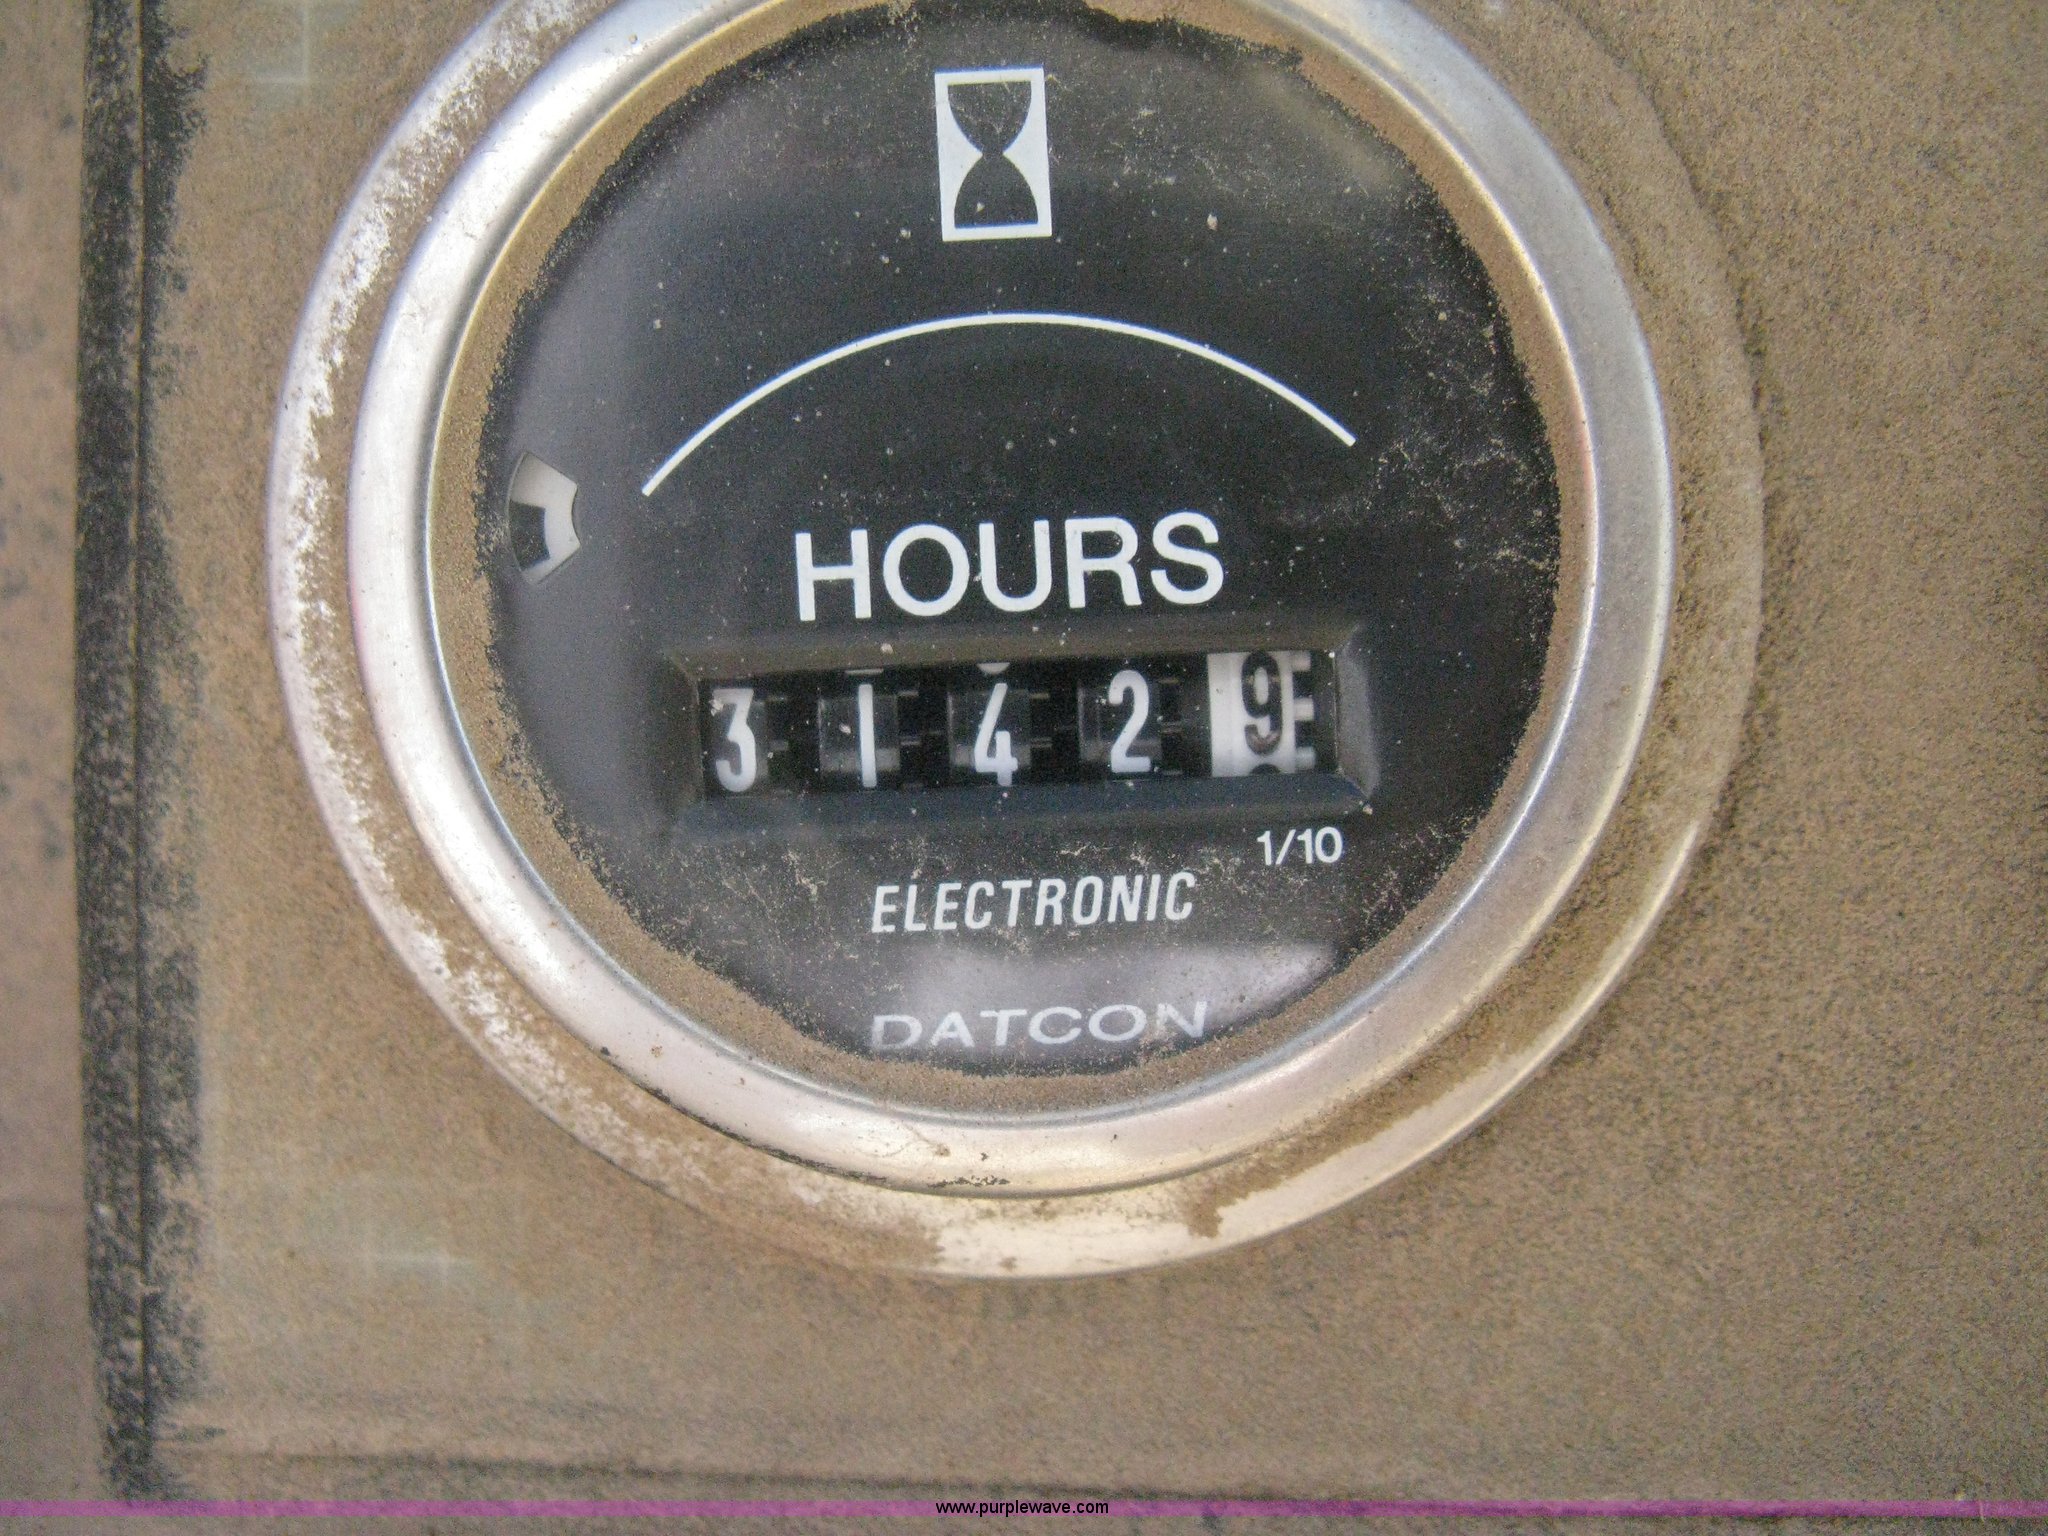 HOURS
3 1 4 2 9
1/10
ELECTRONIC
DATCON
www.purplewave.com